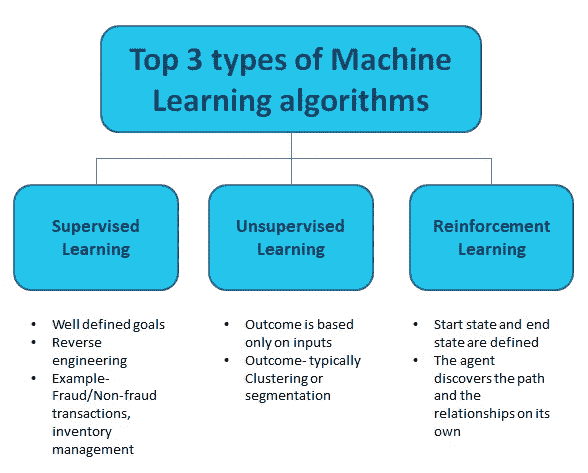 Top 3 types of Machine
Learning algorithms
Supervised
Learning
Unsupervised
Learning
Reinforcement
Learning
• Well defined goals
• Reverse
engineering
• Example-
Fraud/Non-fraud
transactions,
inventory
management
• Outcome is based
only on inputs
• Outcome- typically
Clustering or
segmentation
• Start state and end
state are defined
• The agent
discovers the path
and the
relationships on its
own